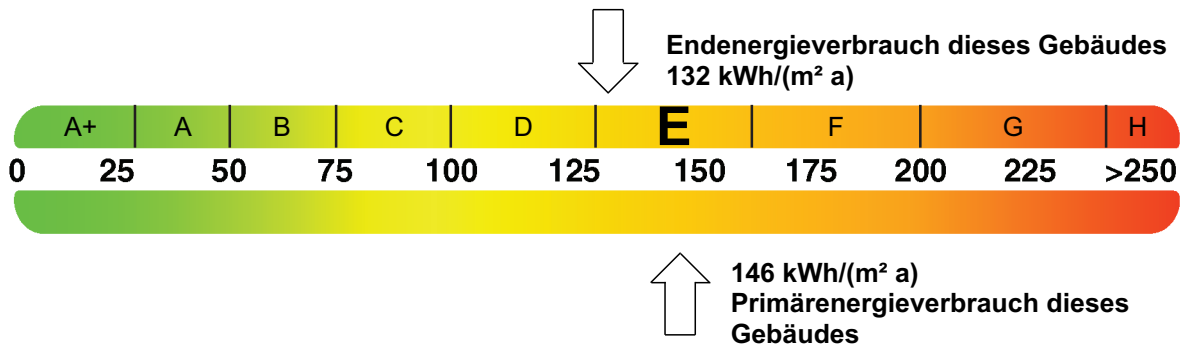 Endenergieverbrauch dieses Gebäudes
132 kWh/(m² a)
A+ A B C D E F G H
0 25 50 75 100 125 150 175 200 225 >250
146 kWh/(m² a)
Primärenergieverbrauch dieses
Gebäudes